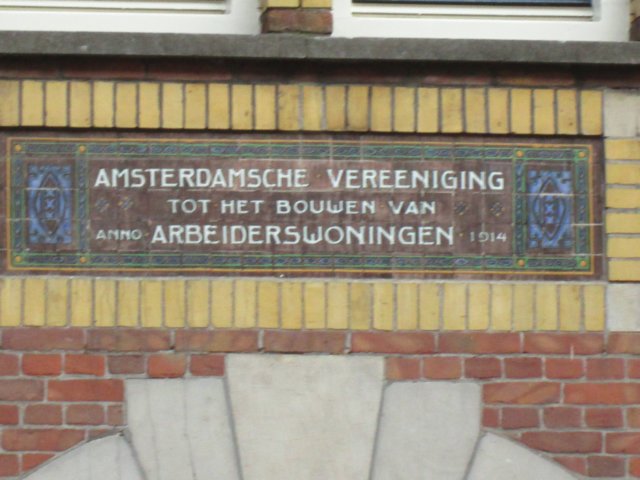 AMSTERDAMSCHE VEREENIGING
TOT HET BOUWEN VAN
ANNO ARBEIDERSWONINGEN 1914